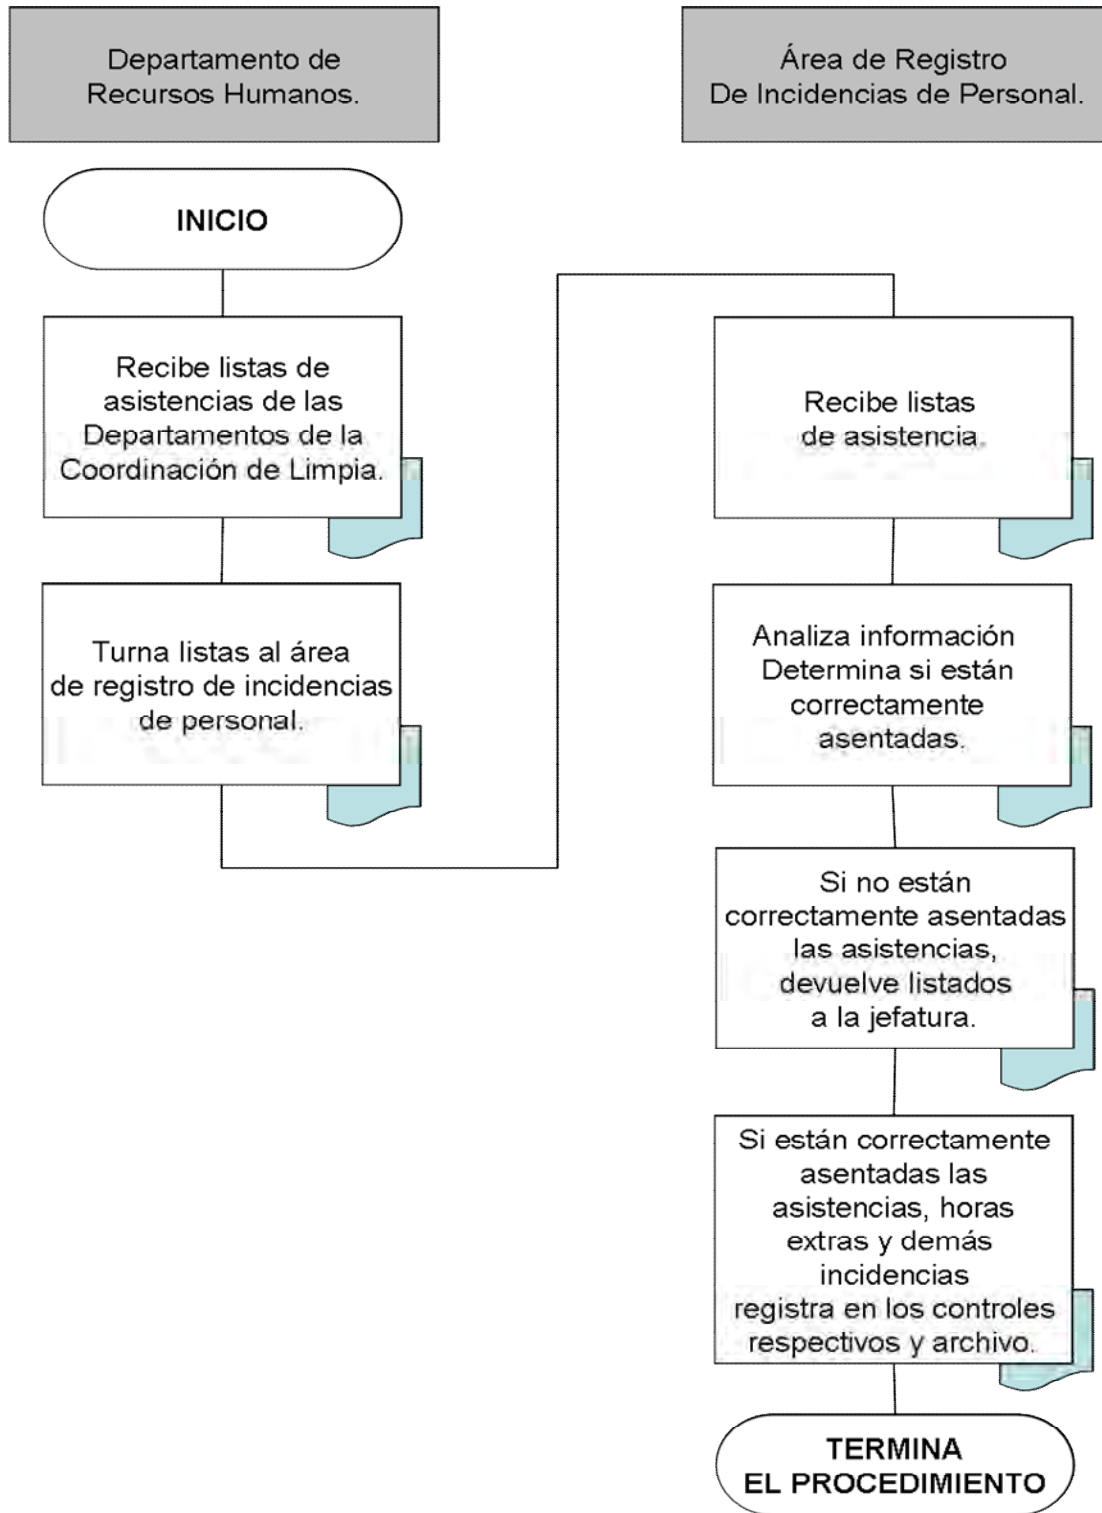 Departamento de
Recursos Humanos.
Área de Registro
De Incidencias de Personal.
INICIO
Recibe listas de
asistencias de las
Departamentos de la
Coordinación de Limpia.
Turna listas al área
de registro de incidencias
de personal.
Recibe listas
de asistencia.
Analiza información
Determina si están
correctamente
asentadas.
Si no están
correctamente asentadas
las asistencias,
devuelve listados
a la jefatura.
Si están correctamente
asentadas las
asistencias, horas
extras y demás
incidencias
registra en los controles
respectivos y archivo.
TERMINA
EL PROCEDIMIENTO